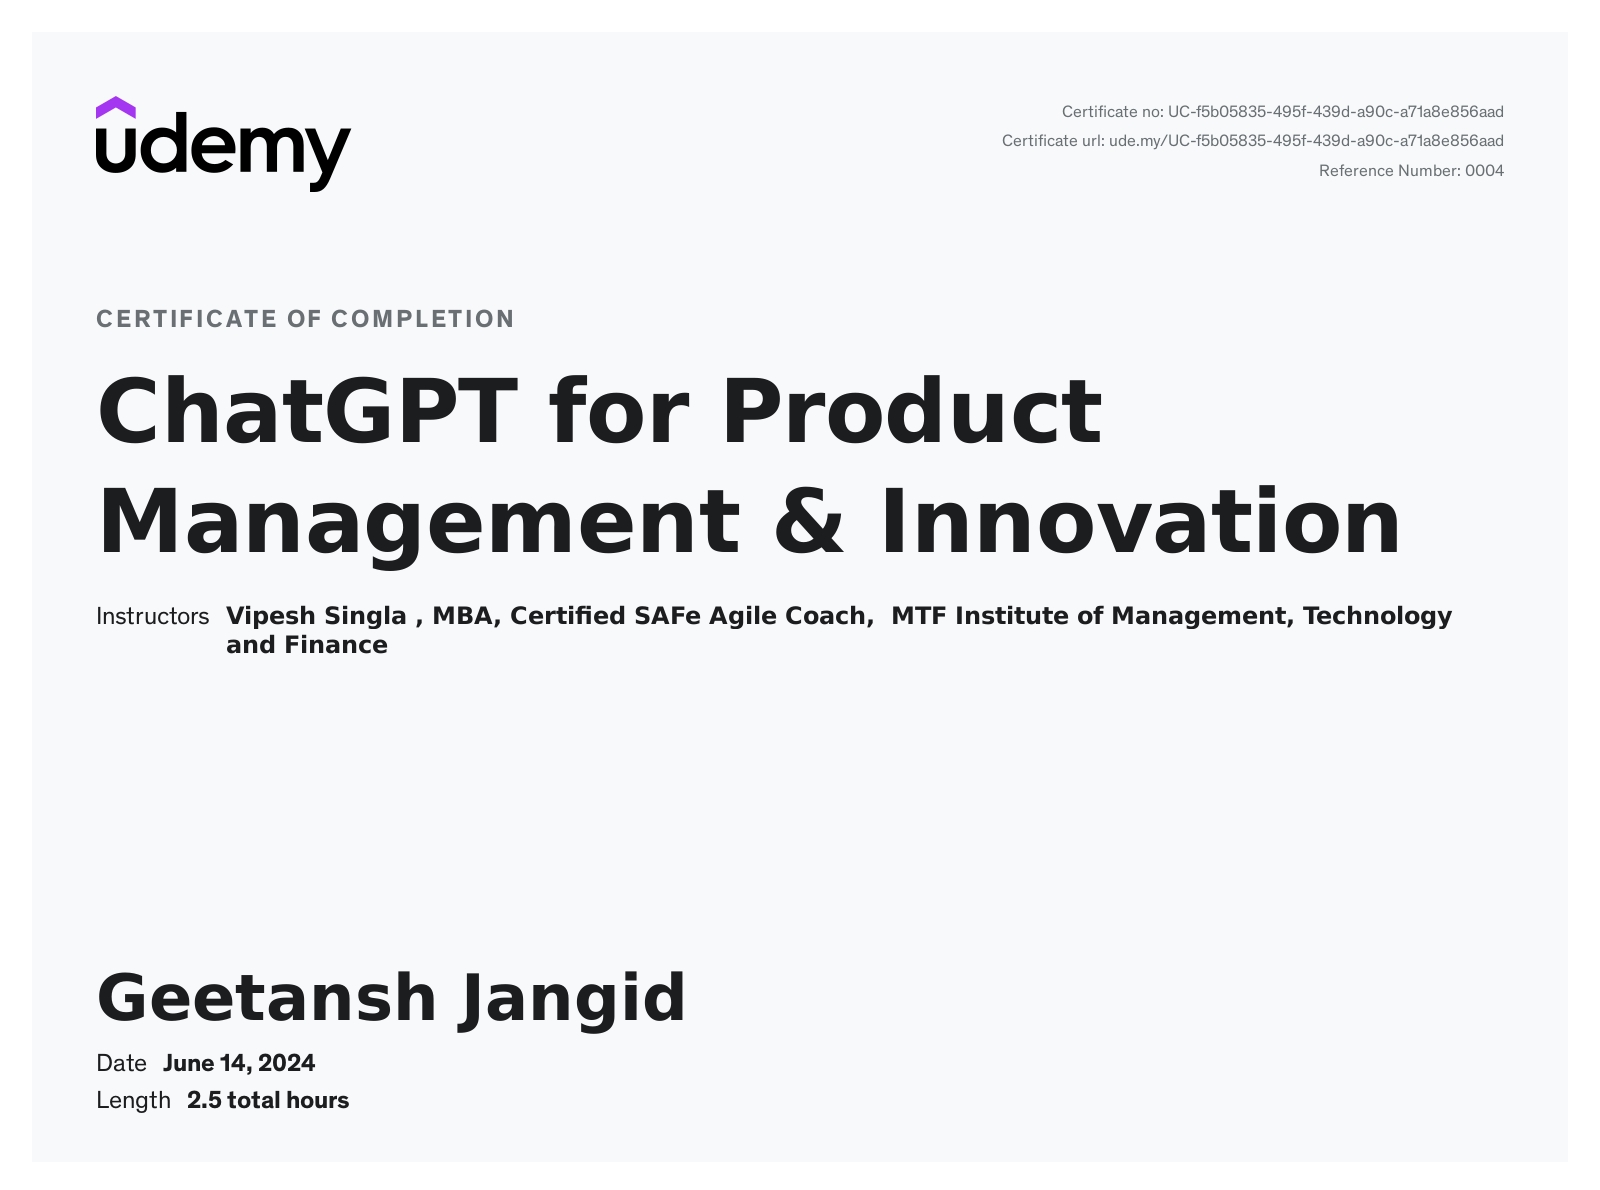 udemy
Certificate no: UC-f5b05835-495f-439d-a90c-a71a8e856aad
Certificate url: ude.my/UC-f5b05835-495f-439d-a90c-a71a8e856aad
Reference Number: 0004
CERTIFICATE OF COMPLETION
ChatGPT for Product
Management & Innovation
Instructors Vipesh Singla , MBA, Certified SAFe Agile Coach, MTF Institute of Management, Technology
and Finance
Geetansh Jangid
Date June 14, 2024
Length 2.5 total hours